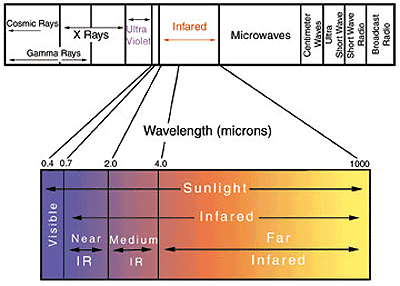 Cosmic Rays
X Rays
Gamma Rays
Ultra
Violet
Infared
Microwaves
Centimeter
Waves
Ultra
Short Wave
Short Wave
Radio
Broadcast
Radio
Wavelength (microns)
0.4 0.7 2.0 4.0 1000
Visible
Sunlight
Infared
Near
IR
Medium
IR
Far
Infared